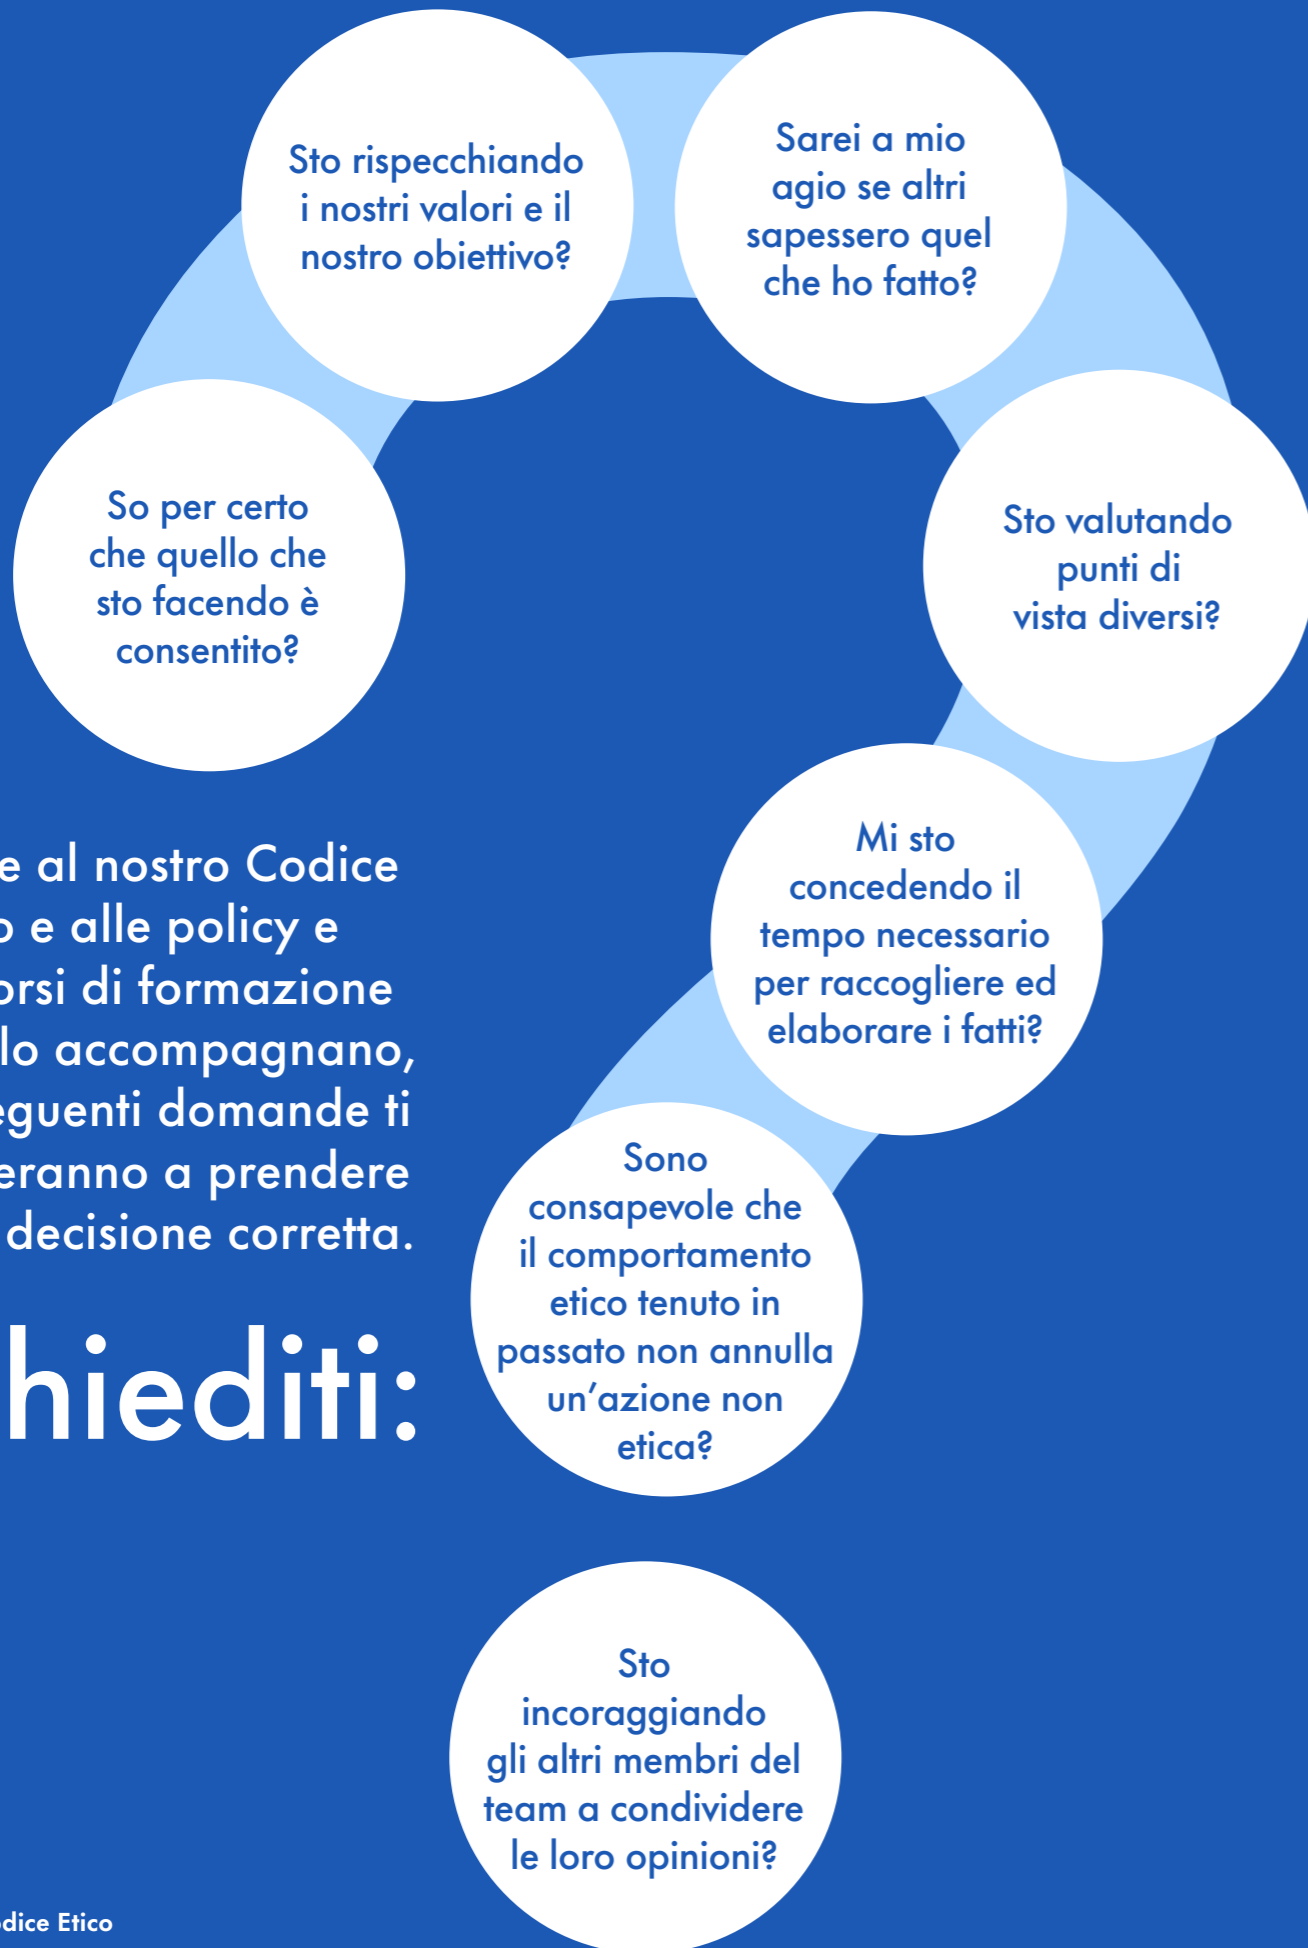 Sto rispecchiando
i nostri valori e il
nostro obiettivo?
Sarei a mio
agio se altri
sapessero quel
che ho fatto?
So per certo
che quello che
sto facendo è
consentito?
Sto valutando
punti di
vista diversi?
Mi sto
concedendo il
tempo necessario
per raccogliere ed
elaborare i fatti?
e al nostro Codice
o e alle policy e
orsi di formazione
lo accompagnano,
eguenti domande ti
eranno a prendere
decisione corretta.
hiediti:
Sono
consapevole che
il comportamento
etico tenuto in
passato non annulla
un’azione non
etica?
Sto
incoraggiando
gli altri membri del
team a condividere
le loro opinioni?
odice Etico